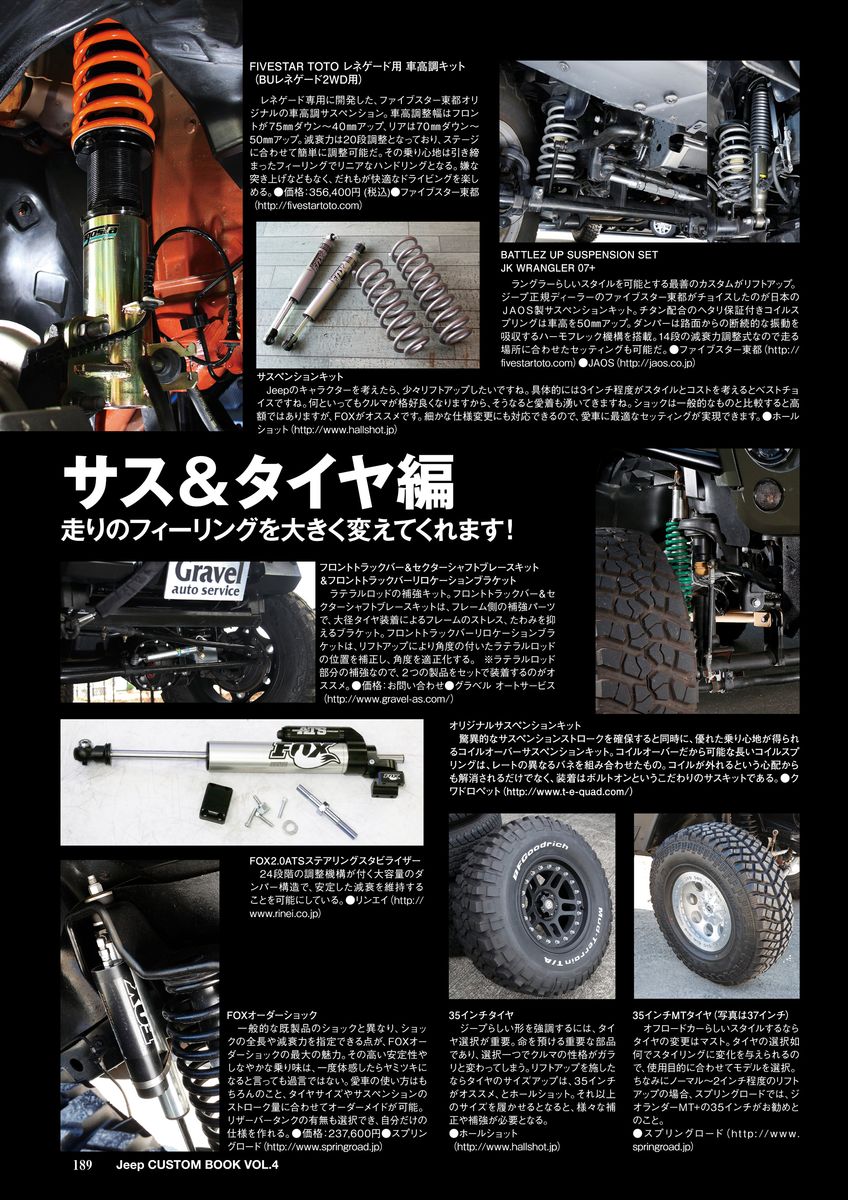 FIVESTAR TOTO レネゲード用 車高調キット
（BUレネゲード2WD用）
レネゲード専用に開発した、ファイブスター東都オリ
ジナルの車高調サスペンション。車高調整幅はフロン
トが75㎜ダウン〜40㎜アップ、リアは70㎜ダウン〜
50㎜アップ。減衰力は20段調整となっており、ステージ
に合わせて簡単に調整可能だ。その乗り心地は引き締
まったフィーリングでリニアなハンドリングとなる。嫌な
突き上げなどもなく、だれもが快適なドライビングを楽し
める。●価格：356,400円（税込）●ファイブスター東都
（http://fivestartoto.com）
BATTLEZ UP SUSPENSION SET
JK WRANGLER 07+
ラングラーらしいスタイルを可能とする最善のカスタムがリフトアップ。
ジープ正規ディーラーのファイブスター東都がチョイスしたのが日本の
JAOS製サスペンションキット。チタン配合のヘタリ保証付きコイルス
プリングは車高を50㎜アップ。ダンパーは路面からの断続的な振動を
吸収するハーモフレック機構を搭載。14段の減衰力調整式なので走る
場所に合わせたセッティングも可能だ。●ファイブスター東都（http://
fivestartoto.com）●JAOS（http://jaos.co.jp）
サスペンションキット
Jeepのキャラクターを考えたら、少々リフトアップしたいですね。具体的には3インチ程度がスタイルとコストを考えるとベストチョ
イスですね。何といってもクルマが格好良くなりますから、そうなると愛着も湧いてきますね。ショックは一般的なものと比較すると高
額ではありますが、FOXがオススメです。細かな仕様変更にも対応できるので、愛車に最適なセッティングが実現できます。●ホール
ショット（http://www.hallshot.jp）
サス＆タイヤ編
走りのフィーリングを大きく変えてくれます！
Gravel
auto service
フロントトラックバー＆セクターシャフトブレースキット
＆フロントトラックバーリロケーションブラケット
ラテラルロッドの補強キット。フロントトラックバー＆セ
クターシャフトブレースキットは、フレーム側の補強パーツ
で、大径タイヤ装着によるフレームのストレス、たわみを抑
えるブラケット。フロントトラックバーリロケーションブラ
ケットは、リフトアップにより角度の付いたラテラルロッド
の位置を補正し、角度を適正化する。 ※ラテラルロッド
部分の補強なので、2つの製品をセットで装着するのがオ
ススメ。●価格：お問い合わせ●グラベル オートサービス
（http://www.gravel-as.com/）
オリジナルサスペンションキット
驚異的なサスペンションストロークを確保すると同時に、優れた乗り心地が得られ
るコイルオーバーサスペンションキット。コイルオーバーだから可能な長いコイルスプ
リングは、レートの異なるバネを組み合わせたもの。コイルが外れるという心配から
も解消されるだけでなく、装着はボルトオンというこだわりのサスキットである。●ク
ワドロペット（http://www.t-e-quad.com/）
ATS
FOX
FOX2.0ATSステアリングスタビライザー
24段階の調整機構が付く大容量のダ
ンパー構造で、安定した減衰を維持する
ことを可能にしている。●リンエイ（http://
www.rinei.co.jp）
BFGoodrich
Mud-Terrain T/A
FOX
FOXオーダーショック
一般的な既製品のショックと異なり、ショッ
クの全長や減衰力を指定できる点が、FOXオー
ダーショックの最大の魅力。その高い安定性や
しなやかな乗り味は、一度体感したらヤミツキに
なると言っても過言ではない。愛車の使い方はも
ちろんのこと、タイヤサイズやサスペンションの
ストローク量に合わせてオーダーメイドが可能。
リザーバータンクの有無も選択でき、自分だけの
仕様を作れる。●価格：237,600円●スプリン
グロード（http://www.springroad.jp）
35インチタイヤ
ジープらしい形を強調するには、タイ
ヤ選択が重要。命を預ける重要な部品
であり、選択一つでクルマの性格がガラ
リと変わってしまう。リフトアップを施した
ならタイヤのサイズアップは、35インチ
がオススメ、とホールショット。それ以上
のサイズを履かせるとなると、様々な補
正や補強が必要となる。
●ホールショット
（http://www.hallshot.jp）
35インチMTタイヤ（写真は37インチ）
オフロードカーらしいスタイルするなら
タイヤの変更はマスト。タイヤの選択如
何でスタイリングに変化を与えられるの
で、使用目的に合わせてモデルを選択。
ちなみにノーマル〜2インチ程度のリフト
アップの場合、スプリングロードでは、ジ
オランダーMT+の35インチがお勧めと
のこと。
●スプリングロード（http://www.
springroad.jp）
189 Jeep CUSTOM BOOK VOL.4